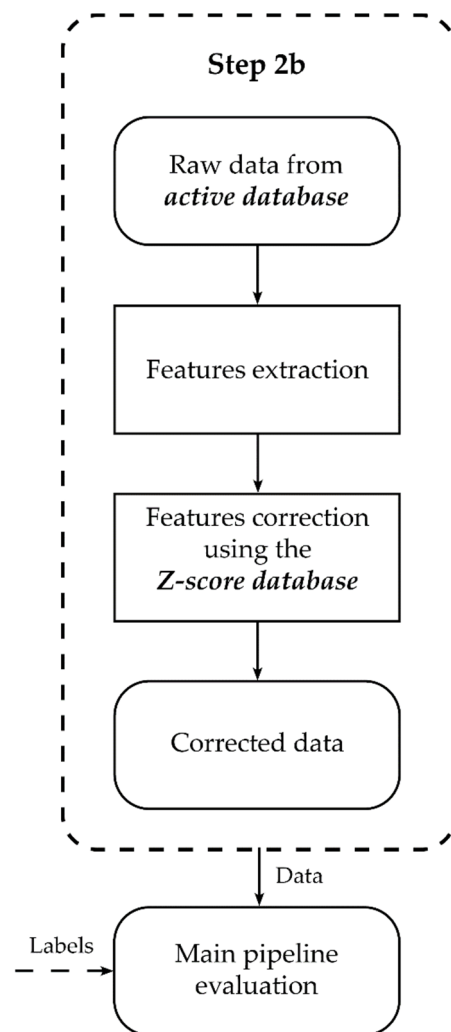 Step 2b
Raw data from
active database
Features extraction
Features correction
using the
Z-score database
Corrected data
Data
Labels
Main pipeline
evaluation